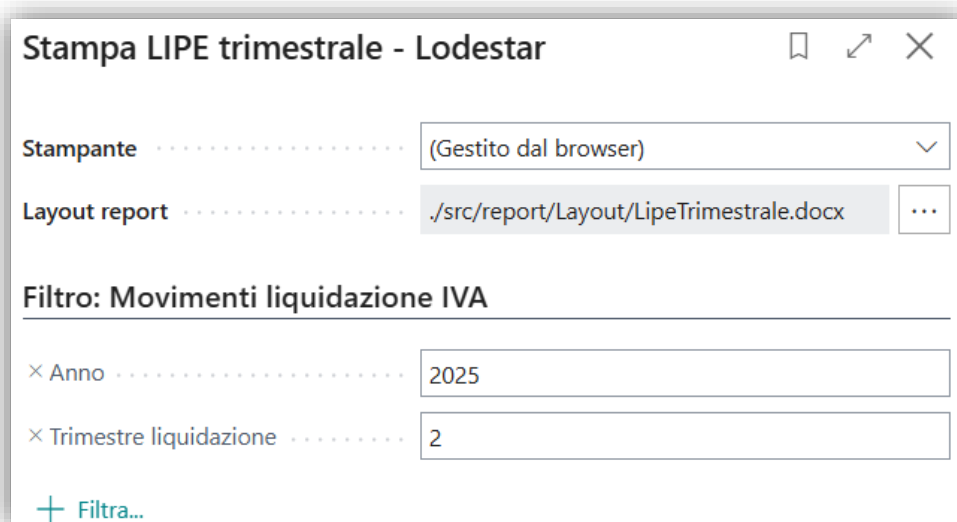 Stampa LIPE trimestrale - Lodestar
Stampante (Gestito dal browser)
Layout report ./src/report/Layout/LipeTrimestrale.docx ...
Filtro: Movimenti liquidazione IVA
× Anno 2025
× Trimestre liquidazione 2
+ Filtra...